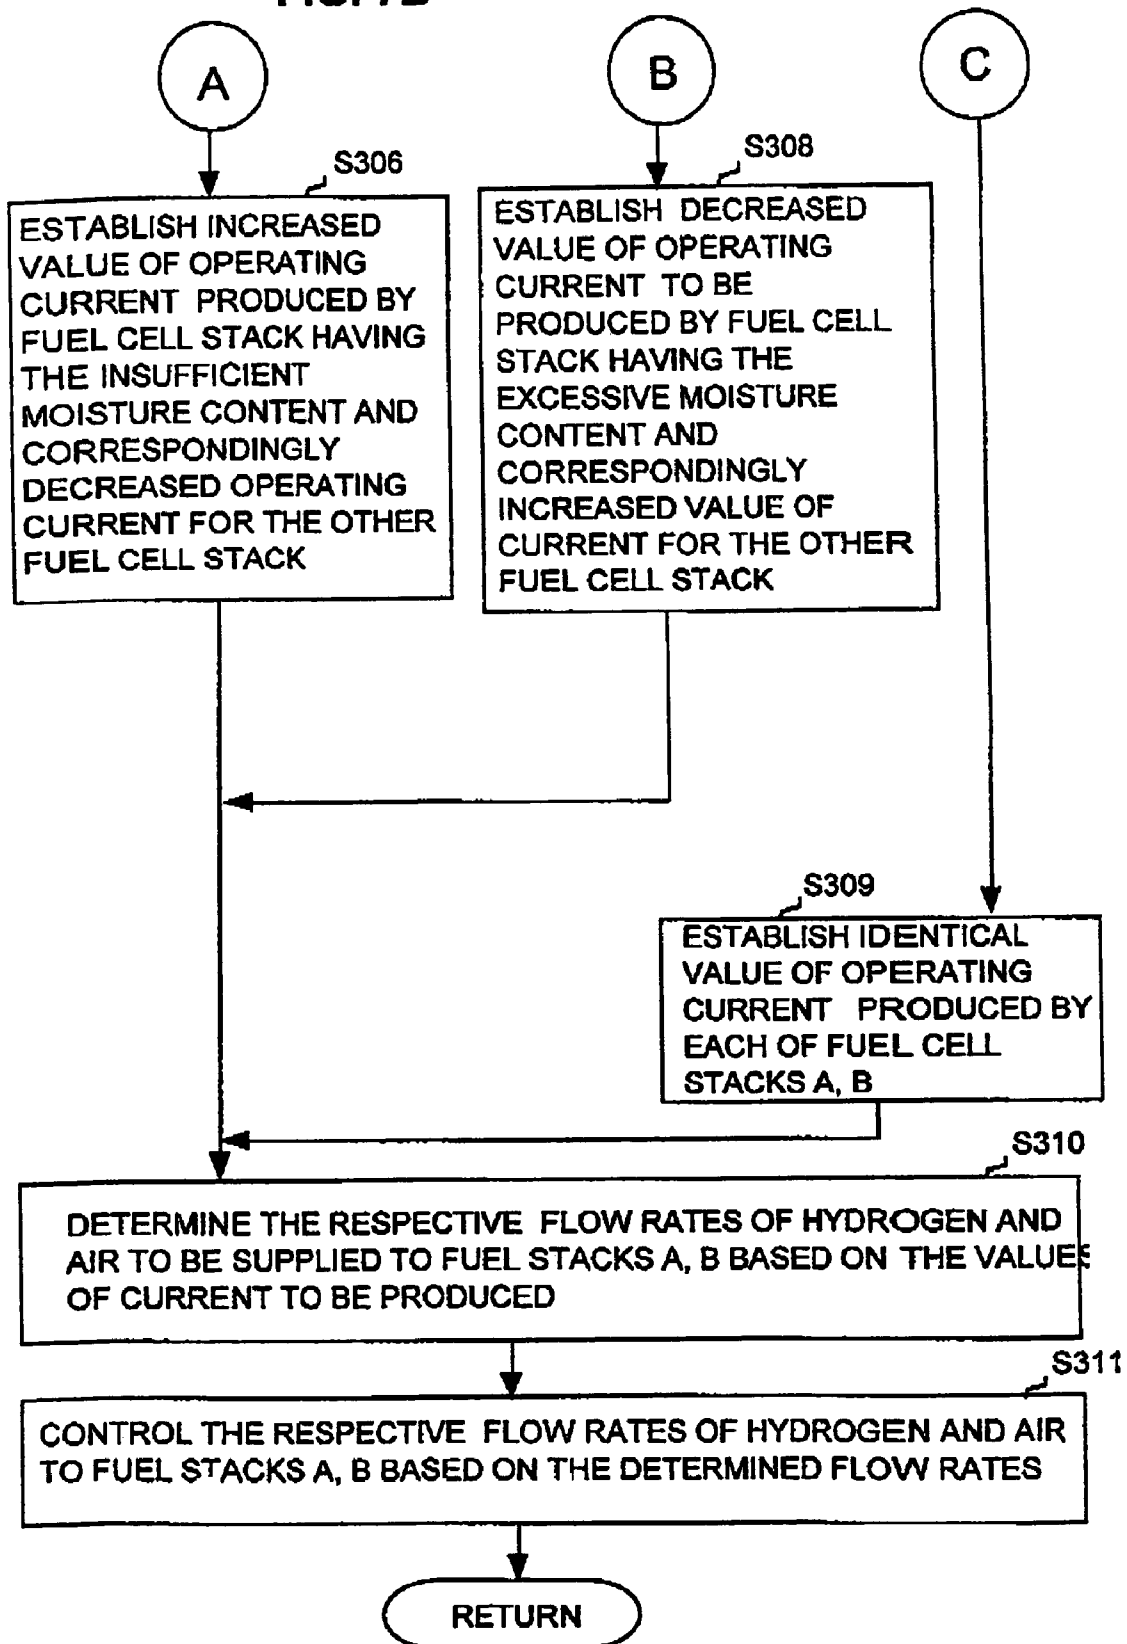 A
B
C
S306
ESTABLISH INCREASED
VALUE OF OPERATING
CURRENT PRODUCED BY
FUEL CELL STACK HAVING
THE INSUFFICIENT
MOISTURE CONTENT AND
CORRESPONDINGLY
DECREASED OPERATING
CURRENT FOR THE OTHER
FUEL CELL STACK
S308
ESTABLISH DECREASED
VALUE OF OPERATING
CURRENT TO BE
PRODUCED BY FUEL CELL
STACK HAVING THE
EXCESSIVE MOISTURE
CONTENT AND
CORRESPONDINGLY
INCREASED VALUE OF
CURRENT FOR THE OTHER
FUEL CELL STACK
S309
ESTABLISH IDENTICAL
VALUE OF OPERATING
CURRENT PRODUCED BY
EACH OF FUEL CELL
STACKS A, B
S310
DETERMINE THE RESPECTIVE FLOW RATES OF HYDROGEN AND
AIR TO BE SUPPLIED TO FUEL STACKS A, B BASED ON THE VALUES
OF CURRENT TO BE PRODUCED
S311
CONTROL THE RESPECTIVE FLOW RATES OF HYDROGEN AND AIR
TO FUEL STACKS A, B BASED ON THE DETERMINED FLOW RATES
RETURN